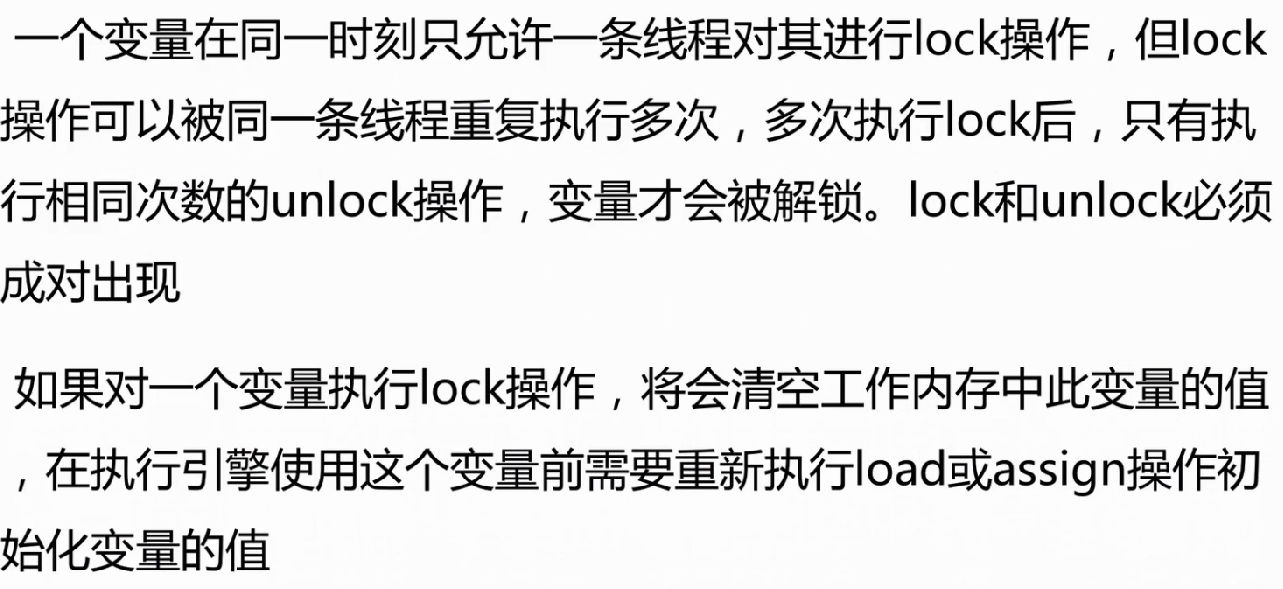 一个变量在同一时刻只允许一条线程对其进行lock操作，但lock
操作可以被同一条线程重复执行多次，多次执行lock后，只有执
行相同次数的unlock操作，变量才会被解锁。lock和unlock必须
成对出现
如果对一个变量执行lock操作，将会清空工作内存中此变量的值
，在执行引擎使用这个变量前需要重新执行load或assign操作初
始化变量的值